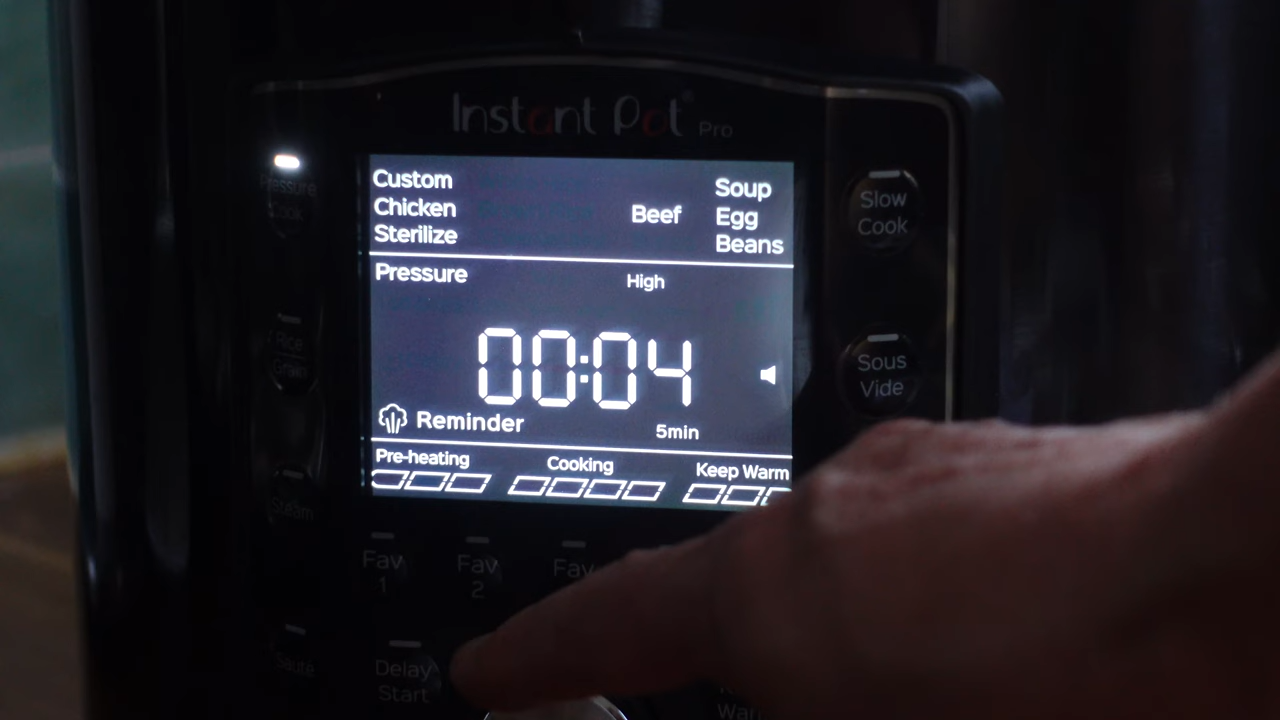 Instant Pot® Pro
Custom
Chicken
Sterilize
Beef
Soup
Egg
Beans
Pressure
High
00:04
Reminder
5min
Pre-heating
Cooking
Keep Warm
Pressure
Cook
Rice
Grain
Steam
Sauté
Slow
Cook
Sous
Vide
Fav
1
Fav
2
Fav
Delay
Start